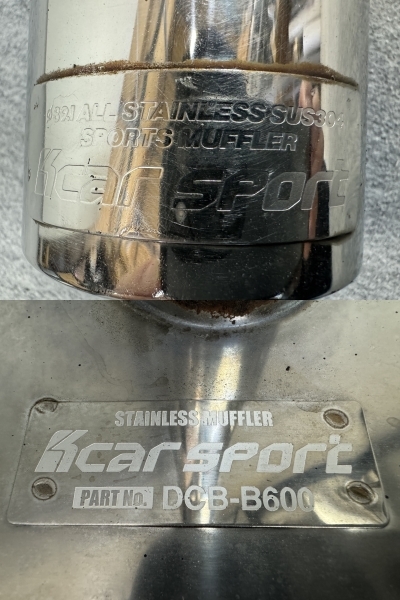 ALL STAINLESS SUS304
SPORTS MUFFLER
Kcar sport
STAINLESS MUFFLER
Kcar sport
PART No. DCB-B600